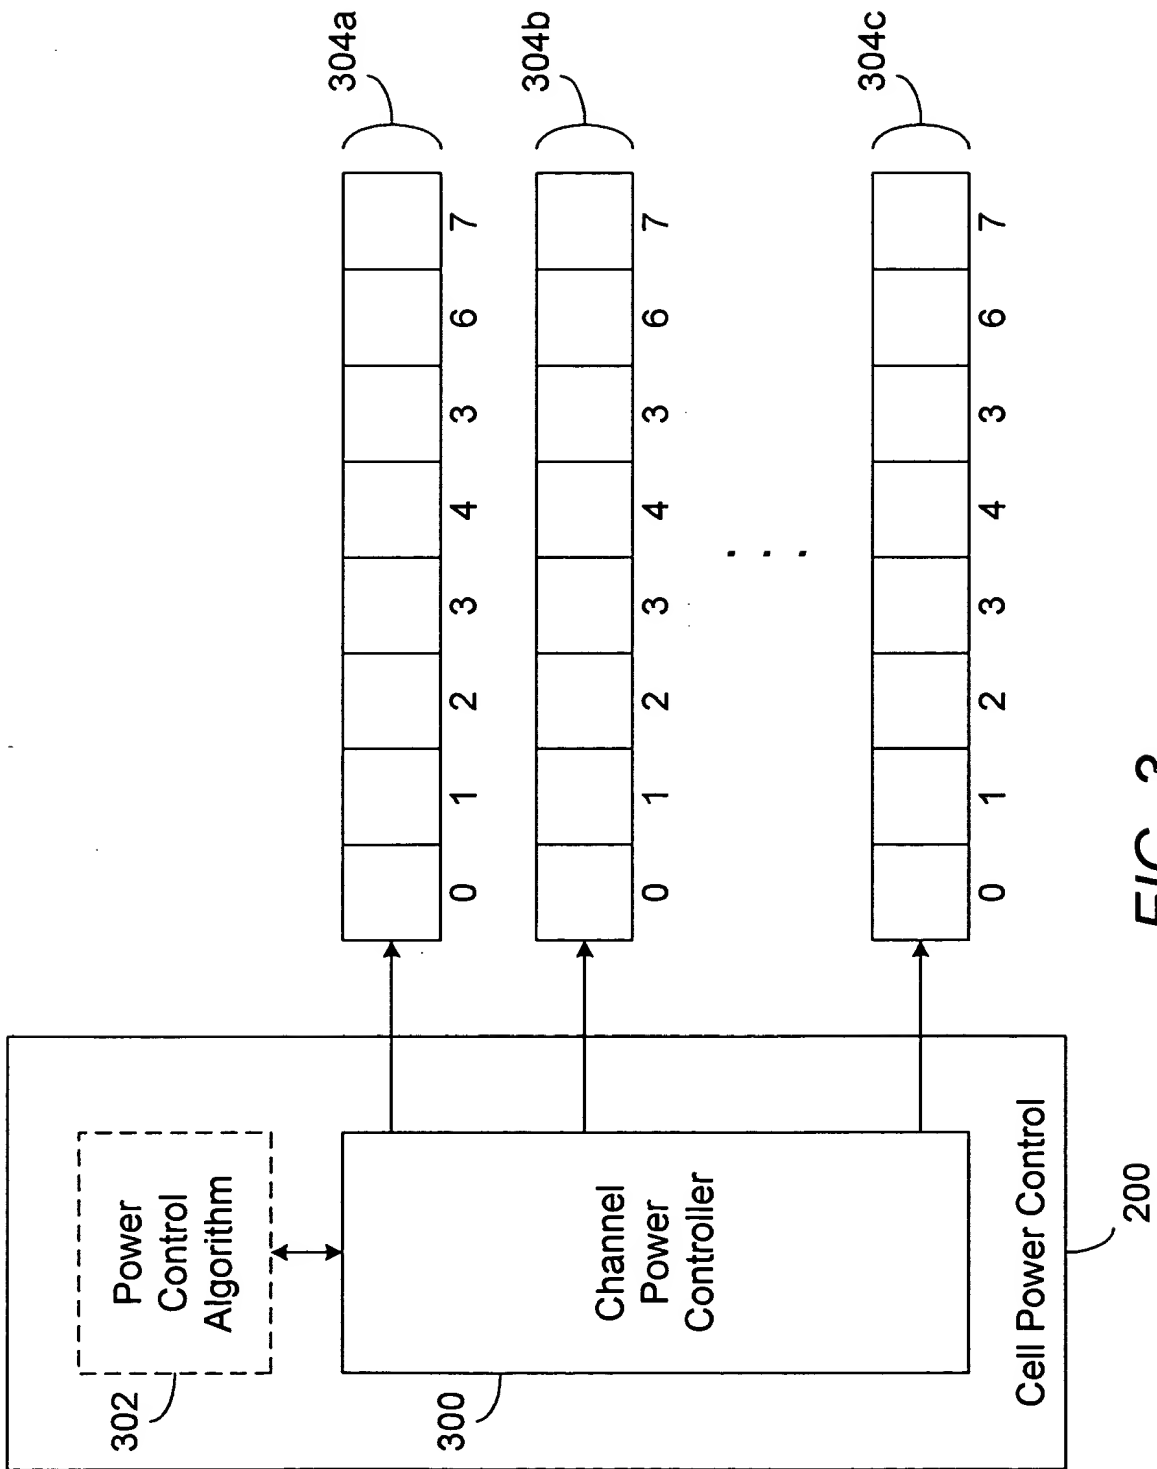 302
Power
Control
Algorithm
304a
0 1 2 3 4 3 6 7
300
304b
Channel
Power
Controller
0 1 2 3 4 3 6 7
. . .
304c
0 1 2 3 4 3 6 7
Cell Power Control
200
FIG. 3